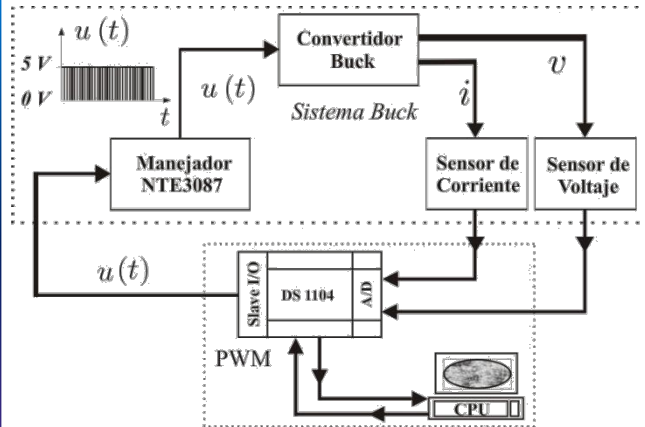 u(t)
5 V
0 V
t
u(t)
Convertidor
Buck
Sistema Buck
i
v
Manejador
NTE3087
Sensor de
Corriente
Sensor de
Voltaje
u(t)
Slave I/O
DS 1104
A/D
PWM
CPU